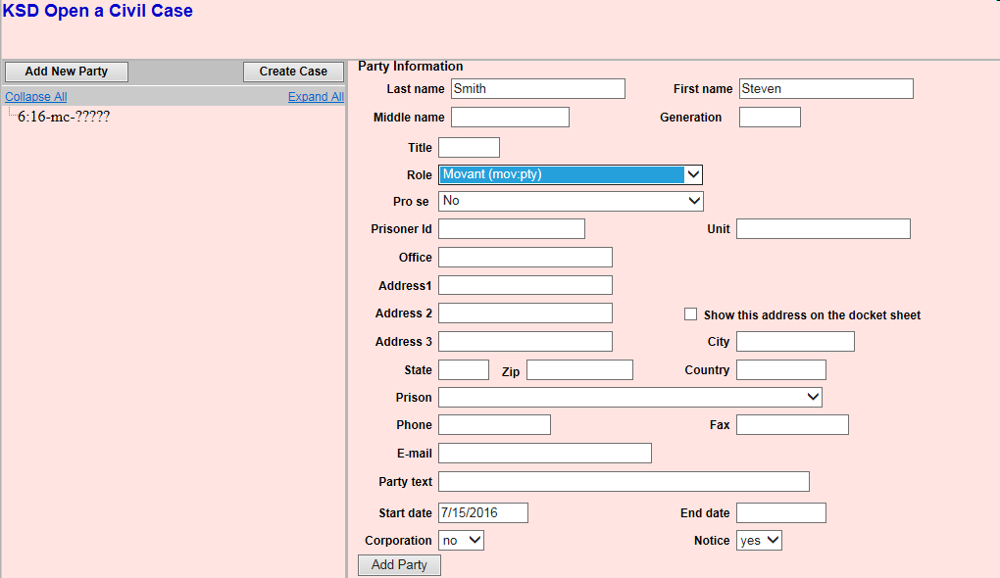 KSD Open a Civil Case
Add New Party
Create Case
Collapse All
Expand All
6:16-mc-?????
Party Information
Last name Smith First name Steven
Middle name Generation
Title
Role Movant (mov:pty)
Pro se No
Prisoner Id Unit
Office
Address1
Address 2 Show this address on the docket sheet
Address 3 City
State Zip Country
Prison
Phone Fax
E-mail
Party text
Start date 7/15/2016 End date
Corporation no Notice yes
Add Party